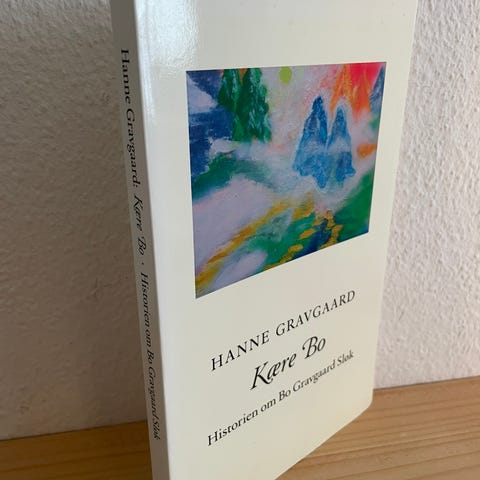 Hanne Gravgaard: Kære Bo · Historien om Bo Gravgaard Sløk
HANNE GRAVGAARD
Kære Bo
Historien om Bo Gravgaard Sløk